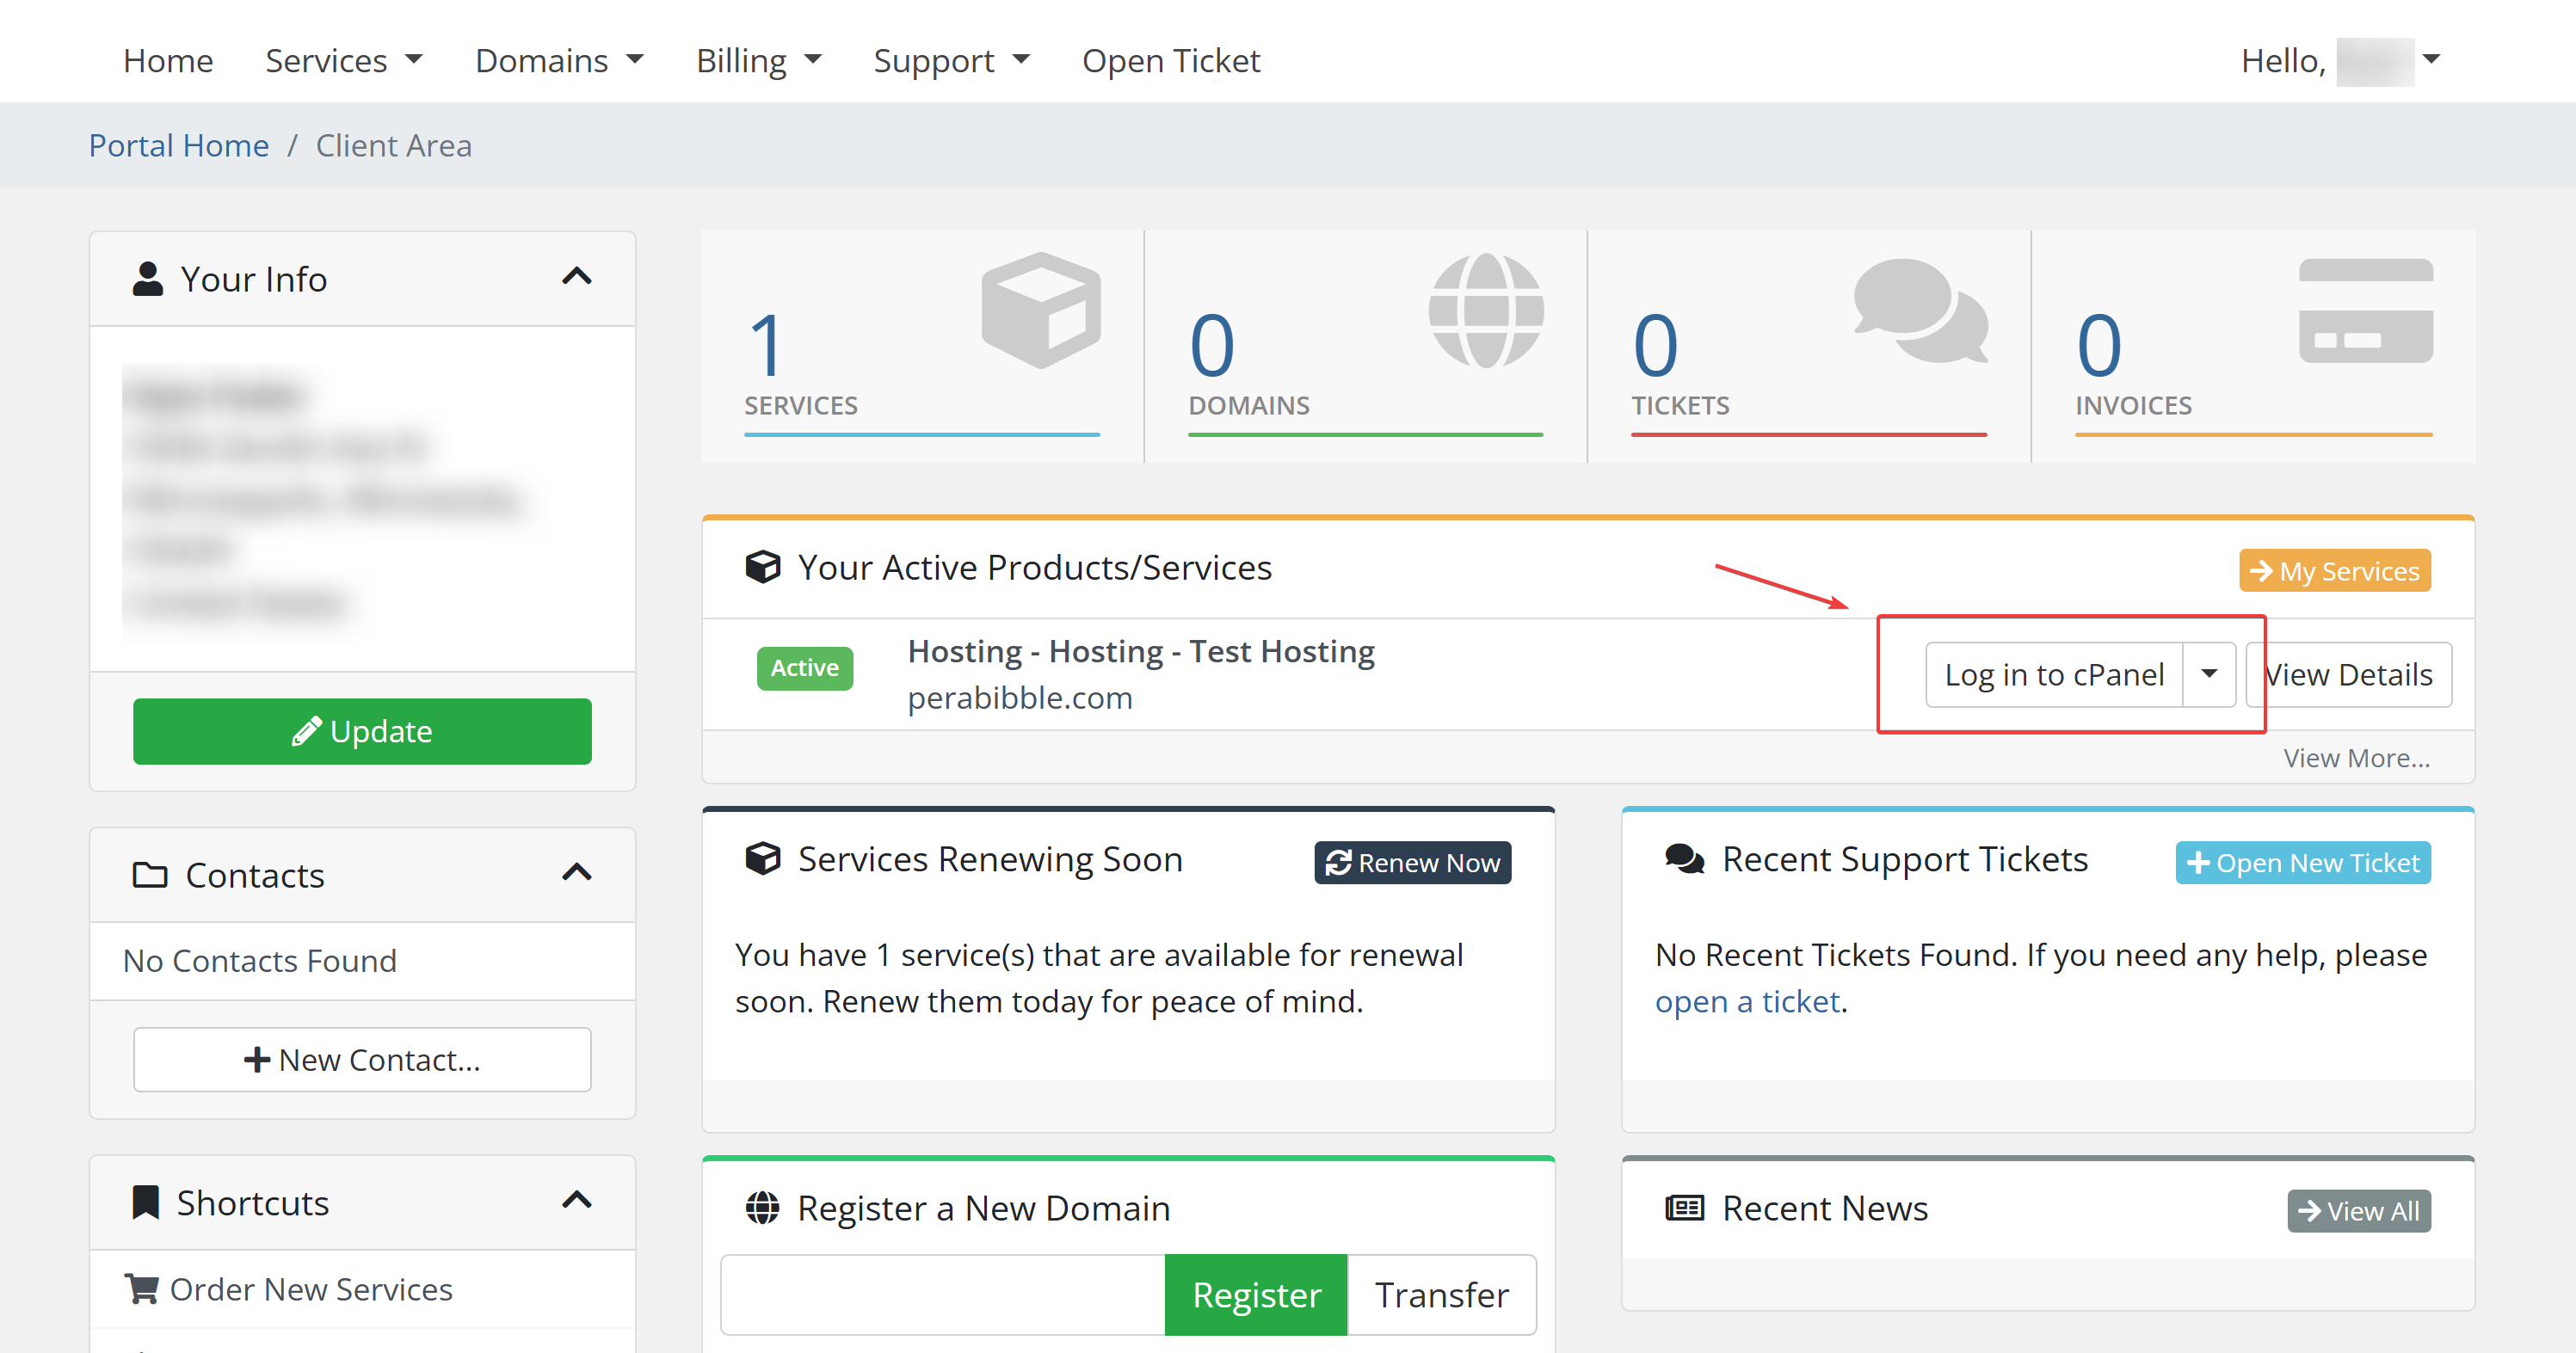 Home Services Domains Billing Support Open Ticket Hello,
Portal Home / Client Area
Your Info
Update
Contacts
No Contacts Found
New Contact...
Shortcuts
Order New Services
1
SERVICES
0
DOMAINS
0
TICKETS
0
INVOICES
Your Active Products/Services
My Services
Active
Hosting - Hosting - Test Hosting
perabibble.com
Log in to cPanel
View Details
View More...
Services Renewing Soon
Renew Now
You have 1 service(s) that are available for renewal
soon. Renew them today for peace of mind.
Recent Support Tickets
Open New Ticket
No Recent Tickets Found. If you need any help, please
open a ticket.
Register a New Domain
Register
Transfer
Recent News
View All